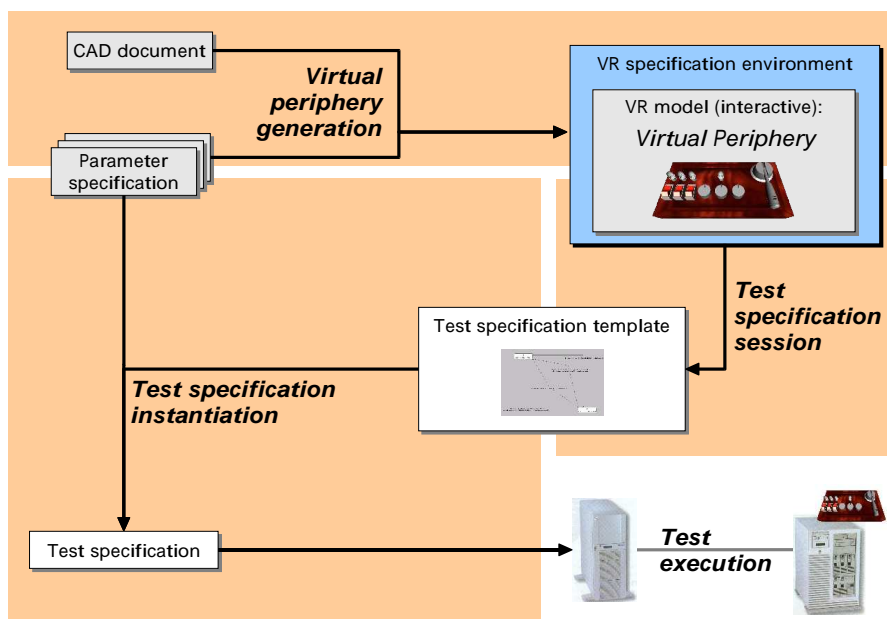 CAD document
Virtual
periphery
generation
VR specification environment
VR model (interactive):
Virtual Periphery
Parameter
specification
Test
specification
session
Test specification template
Test specification
instantiation
Test specification
Test
execution